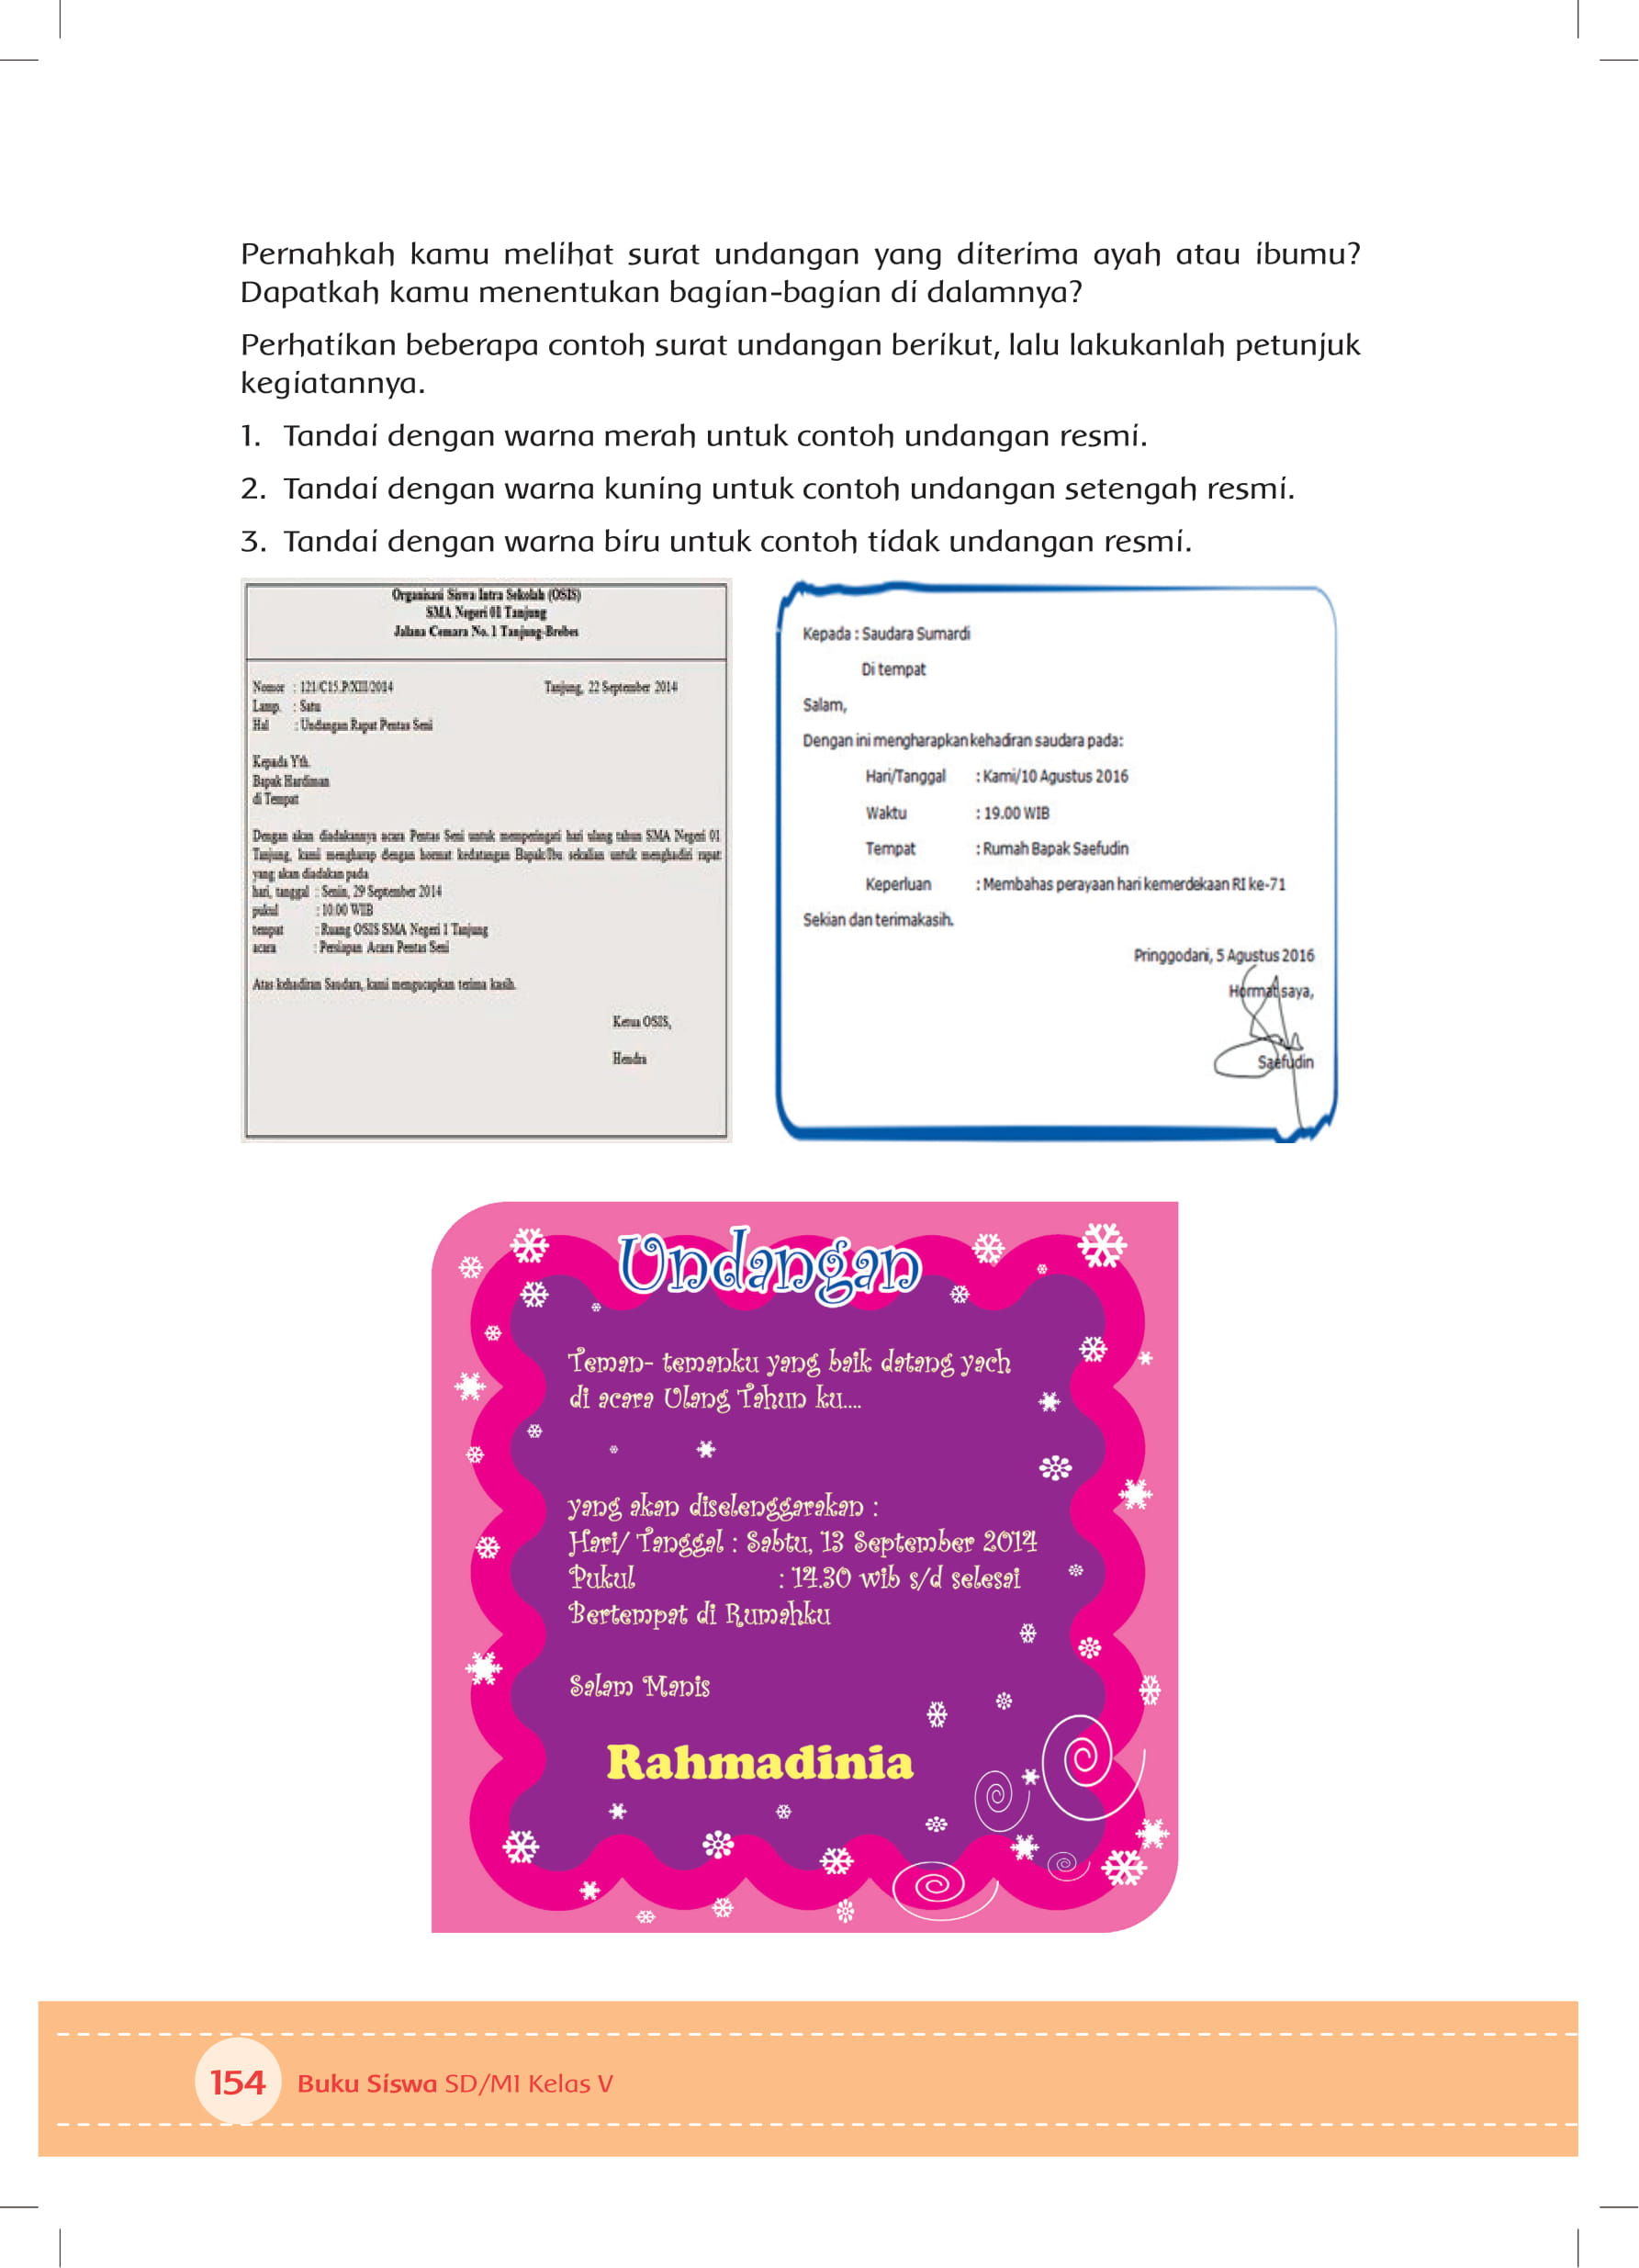 Pernahkah kamu melihat surat undangan yang diterima ayah atau ibumu?
Dapatkah kamu menentukan bagian-bagian di dalamnya?
Perhatikan beberapa contoh surat undangan berikut, lalu lakukanlah petunjuk
kegiatannya.
1. Tandai dengan warna merah untuk contoh undangan resmi.
2. Tandai dengan warna kuning untuk contoh undangan setengah resmi.
3. Tandai dengan warna biru untuk contoh tidak undangan resmi.
Organisasi Siswa Intra Sekolah (OSIS)
SMA Negeri 01 Tanjung
Jalana Cemara No. 1 Tanjung-Brebes
Nomor : 121/C15.P/XIII/2014 Tanjung, 22 September 2014
Lamp. : Satu
Hal : Undangan Rapat Pentas Seni
Kepada Yth.
Bapak Hardiman
di Tempat
Dengan akan diadakannya acara Pentas Seni untuk memperingati hari ulang tahun SMA Negeri 01
Tanjung, kami mengharap dengan hormat kedatangan Bapak/Ibu sekalian untuk menghadiri rapat
yang akan diadakan pada
hari, tanggal : Senin, 29 September 2014
pukul : 10.00 WIB
tempat : Ruang OSIS SMA Negeri 1 Tanjung
acara : Persiapan Acara Pentas Seni
Atas kehadiran Saudara, kami mengucapkan terima kasih.
Ketua OSIS,
Hendra
Kepada : Saudara Sumardi
Di tempat
Salam,
Dengan ini mengharapkan kehadiran saudara pada:
Hari/Tanggal : Kami/10 Agustus 2016
Waktu : 19.00 WIB
Tempat : Rumah Bapak Saefudin
Keperluan : Membahas perayaan hari kemerdekaan RI ke-71
Sekian dan terimakasih.
Pringgodani, 5 Agustus 2016
Hormat saya,
Saefudin
Undangan
Teman- temanku yang baik datang yach
di acara Ulang Tahun ku....
yang akan diselenggarakan :
Hari/ Tanggal : Sabtu, 13 September 2014
Pukul : 14.30 wib s/d selesai
Bertempat di Rumahku
Salam Manis
Rahmadinia
154 Buku Siswa SD/MI Kelas V